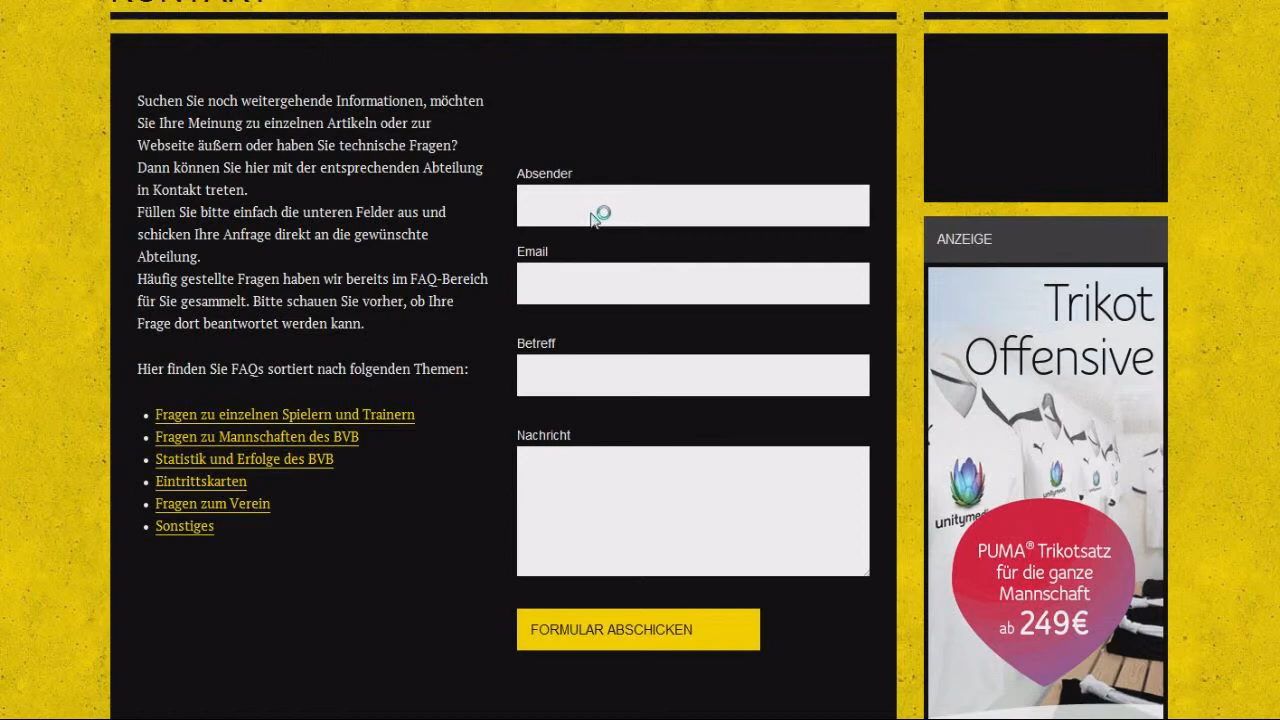 KONTAKT
Suchen Sie noch weitergehende Informationen, möchten
Sie Ihre Meinung zu einzelnen Artikeln oder zur
Webseite äußern oder haben Sie technische Fragen?
Dann können Sie hier mit der entsprechenden Abteilung
in Kontakt treten.
Füllen Sie bitte einfach die unteren Felder aus und
schicken Ihre Anfrage direkt an die gewünschte
Abteilung.
Häufig gestellte Fragen haben wir bereits im FAQ-Bereich
für Sie gesammelt. Bitte schauen Sie vorher, ob Ihre
Frage dort beantwortet werden kann.
Hier finden Sie FAQs sortiert nach folgenden Themen:
Fragen zu einzelnen Spielern und Trainern
Fragen zu Mannschaften des BVB
Statistik und Erfolge des BVB
Eintrittskarten
Fragen zum Verein
Sonstiges
Absender
Email
Betreff
Nachricht
FORMULAR ABSCHICKEN
ANZEIGE
Trikot
Offensive
unitymedia
unitymedia
PUMA® Trikotsatz
für die ganze
Mannschaft
ab 249€